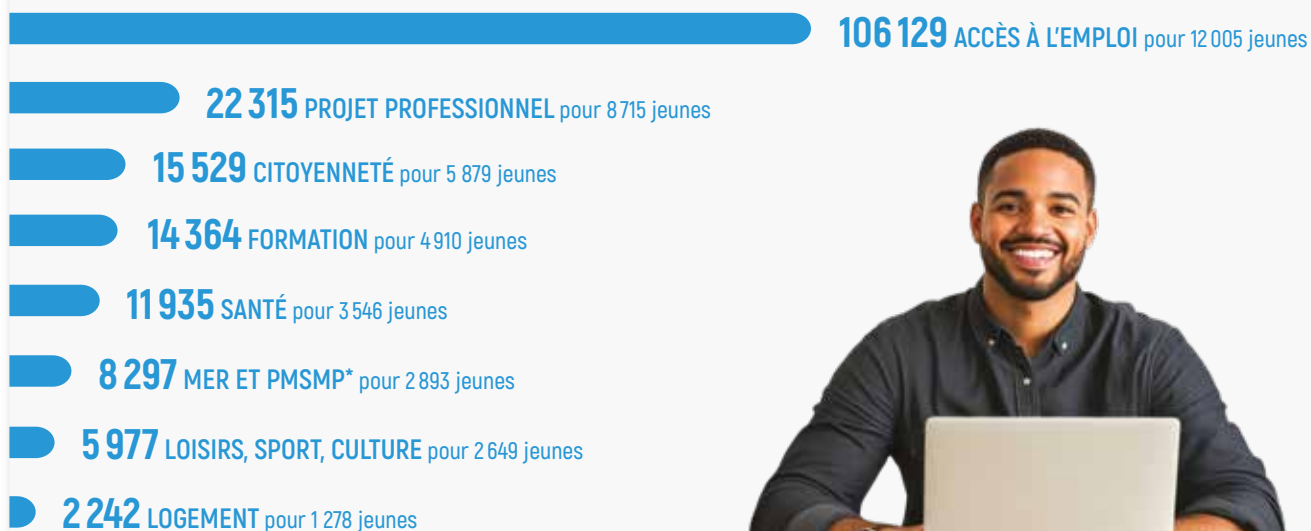 106 129 ACCÈS À L'EMPLOI pour 12 005 jeunes
22 315 PROJET PROFESSIONNEL pour 8 715 jeunes
15 529 CITOYENNETÉ pour 5 879 jeunes
14 364 FORMATION pour 4 910 jeunes
11 935 SANTÉ pour 3 546 jeunes
8 297 MER ET PMSMP* pour 2 893 jeunes
5 977 LOISIRS, SPORT, CULTURE pour 2 649 jeunes
2 242 LOGEMENT pour 1 278 jeunes